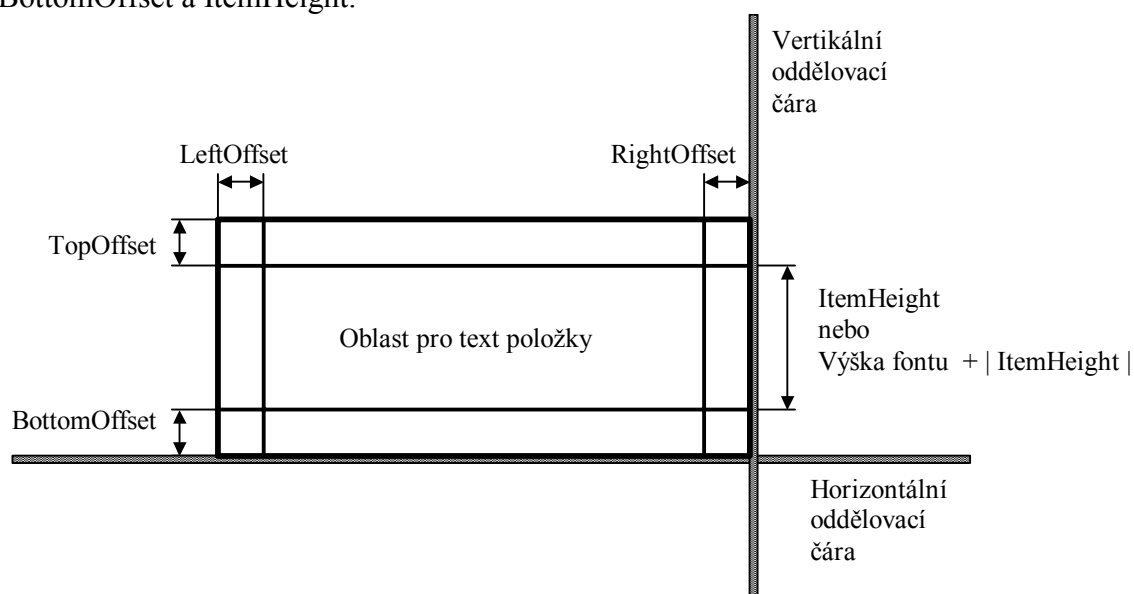 BottomOffset a ItemHeight.
Vertikální
oddělovací
čára
LeftOffset
RightOffset
TopOffset
ItemHeight
nebo
Výška fontu + | ItemHeight |
Oblast pro text položky
BottomOffset
Horizontální
oddělovací
čára